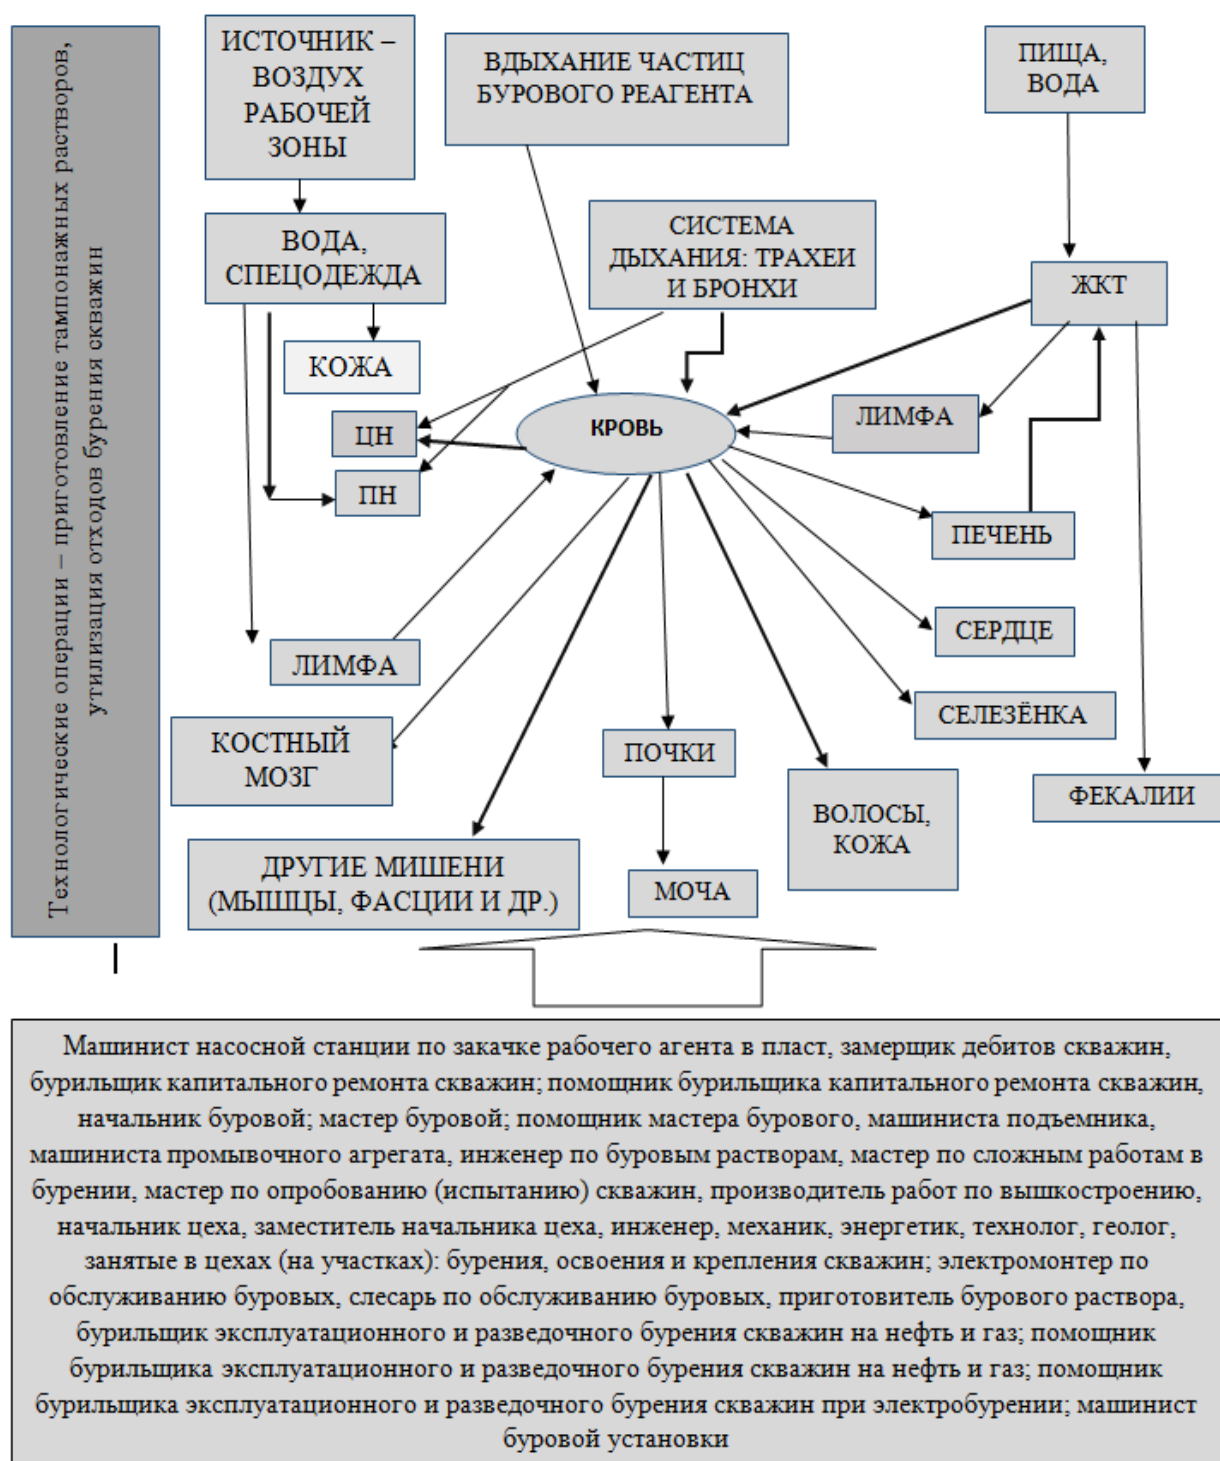 Технологические операции – приготовление тампонажных растворов,
утилизация отходов бурения скважин
ИСТОЧНИК –
ВОЗДУХ
РАБОЧЕЙ
ЗОНЫ
ВДЫХАНИЕ ЧАСТИЦ
БУРОВОГО РЕАГЕНТА
ПИЩА,
ВОДА
ВОДА,
СПЕЦОДЕЖДА
СИСТЕМА
ДЫХАНИЯ: ТРАХЕИ
И БРОНХИ
ЖКТ
КОЖА
ЦН
КРОВЬ
ЛИМФА
ПН
ПЕЧЕНЬ
СЕРДЦЕ
ЛИМФА
СЕЛЕЗЁНКА
КОСТНЫЙ
МОЗГ
ПОЧКИ
ФЕКАЛИИ
ВОЛОСЫ,
КОЖА
ДРУГИЕ МИШЕНИ
(МЫШЦЫ, ФАСЦИИ И ДР.)
МОЧА
Машинист насосной станции по закачке рабочего агента в пласт, замерщик дебитов скважин,
бурильщик капитального ремонта скважин; помощник бурильщика капитального ремонта скважин,
начальник буровой; мастер буровой; помощник мастера бурового, машиниста подъемника,
машиниста промывочного агрегата, инженер по буровым растворам, мастер по сложным работам в
бурении, мастер по опробованию (испытанию) скважин, производитель работ по вышкостроению,
начальник цеха, заместитель начальника цеха, инженер, механик, энергетик, технолог, геолог,
занятые в цехах (на участках): бурения, освоения и крепления скважин; электромонтер по
обслуживанию буровых, слесарь по обслуживанию буровых, приготовитель бурового раствора,
бурильщик эксплуатационного и разведочного бурения скважин на нефть и газ; помощник
бурильщика эксплуатационного и разведочного бурения скважин на нефть и газ; помощник
бурильщика эксплуатационного и разведочного бурения скважин при электробурении; машинист
буровой установки